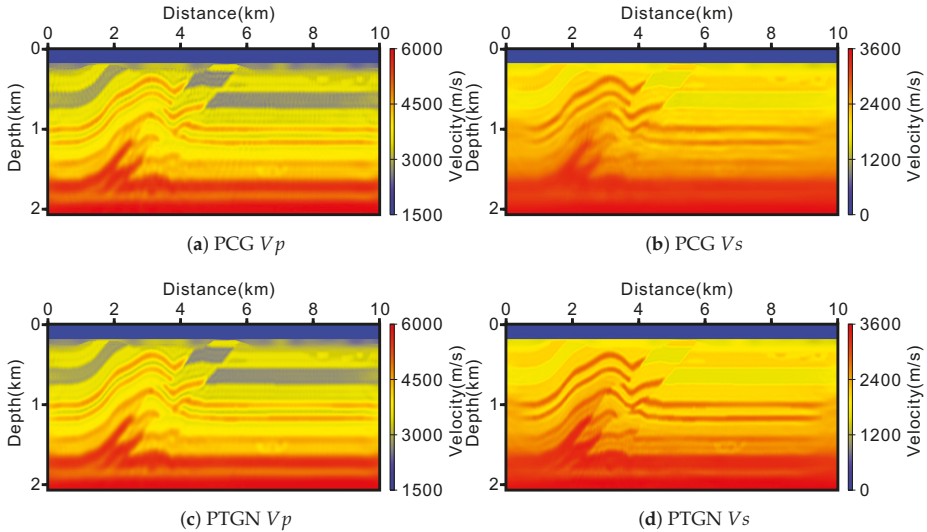 Distance(km)
0 2 4 6 8 10
0
1
2
Depth(km)
6000
4500
3000
1500
Velocity(m/s)
(a) PCG Vp
Distance(km)
0 2 4 6 8 10
0
1
2
Depth(km)
3600
2400
1200
0
Velocity(m/s)
(b) PCG Vs
Distance(km)
0 2 4 6 8 10
0
1
2
Depth(km)
6000
4500
3000
1500
Velocity(m/s)
(c) PTGN Vp
Distance(km)
0 2 4 6 8 10
0
1
2
Depth(km)
3600
2400
1200
0
Velocity(m/s)
(d) PTGN Vs